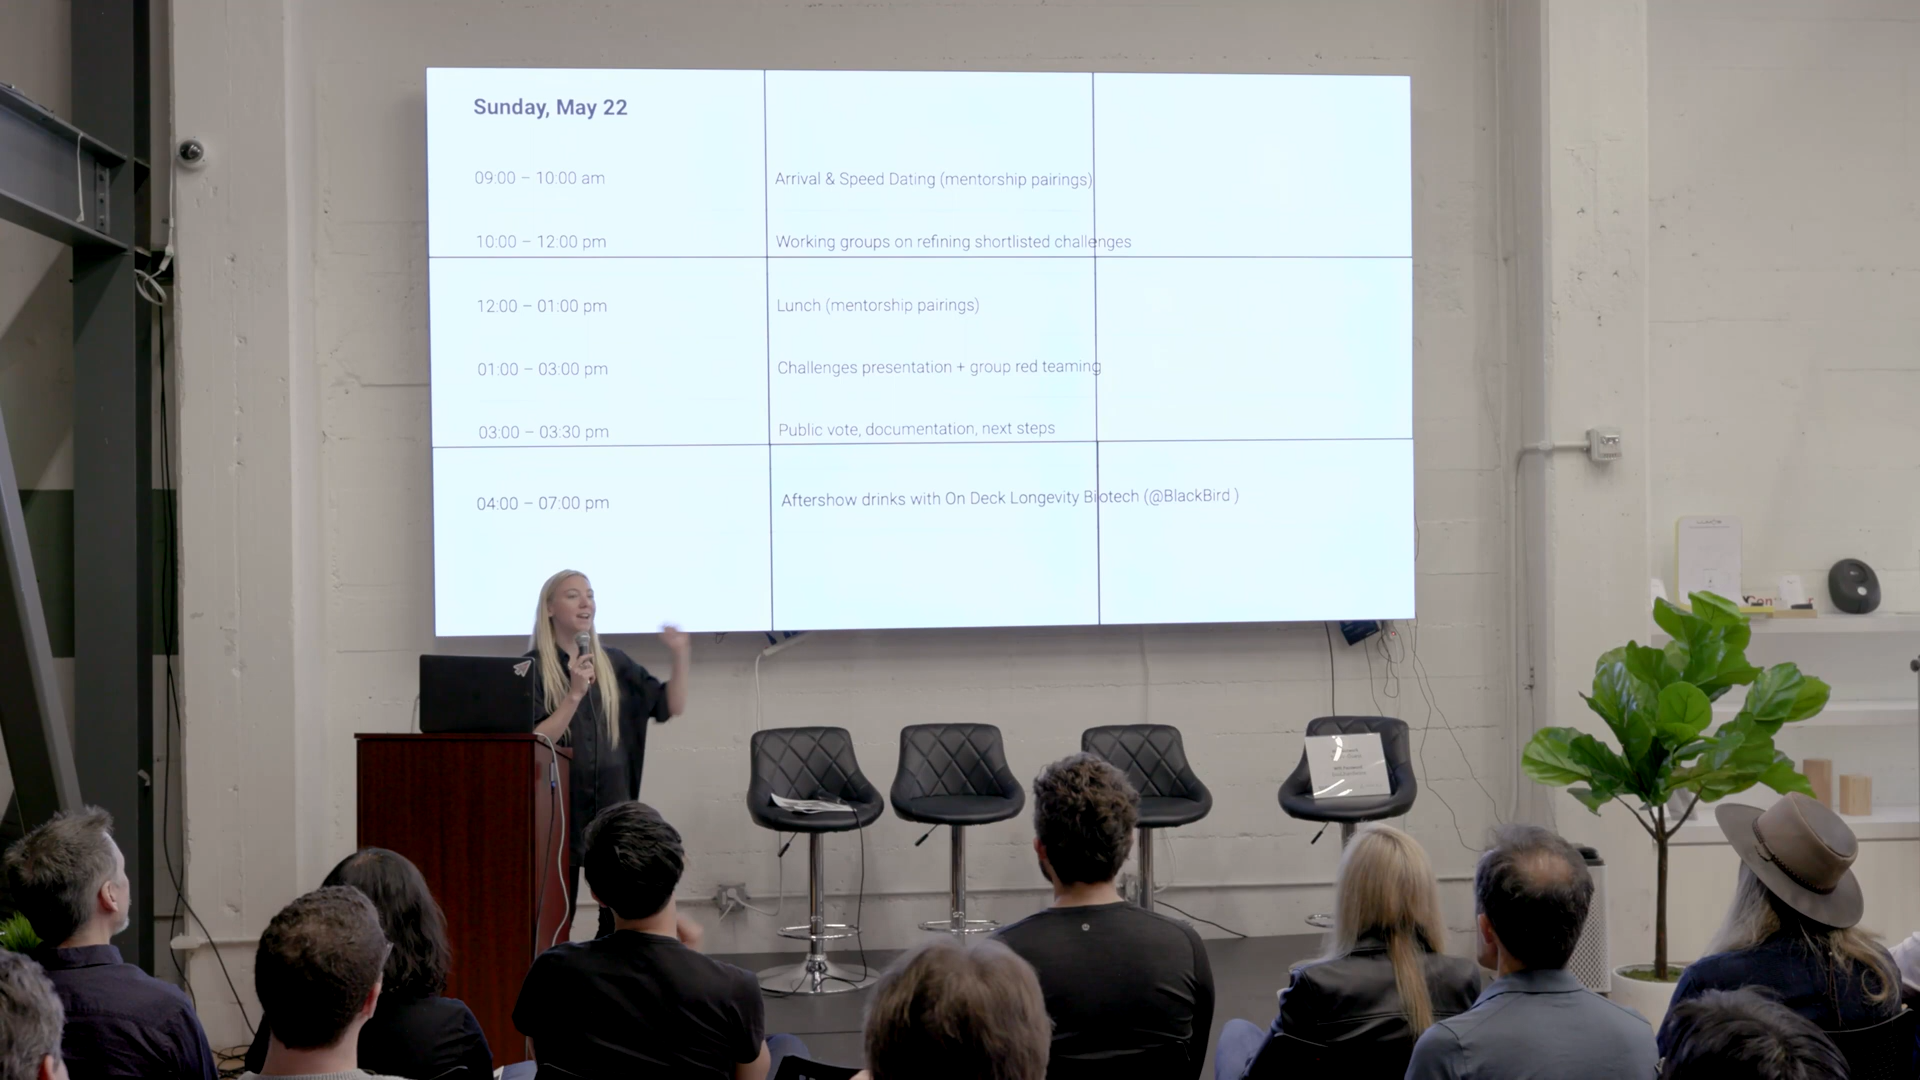 Sunday, May 22
09:00 – 10:00 am Arrival & Speed Dating (mentorship pairings)
10:00 – 12:00 pm Working groups on refining shortlisted challenges
12:00 – 01:00 pm Lunch (mentorship pairings)
01:00 – 03:00 pm Challenges presentation + group red teaming
03:00 – 03:30 pm Public vote, documentation, next steps
04:00 – 07:00 pm Aftershow drinks with On Deck Longevity Biotech (@BlackBird )